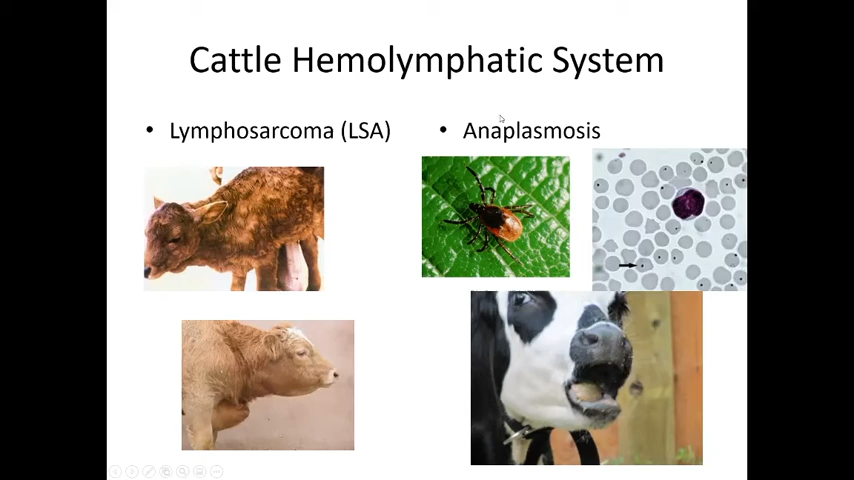 Cattle Hemolymphatic System
• Lymphosarcoma (LSA)
• Anaplasmosis